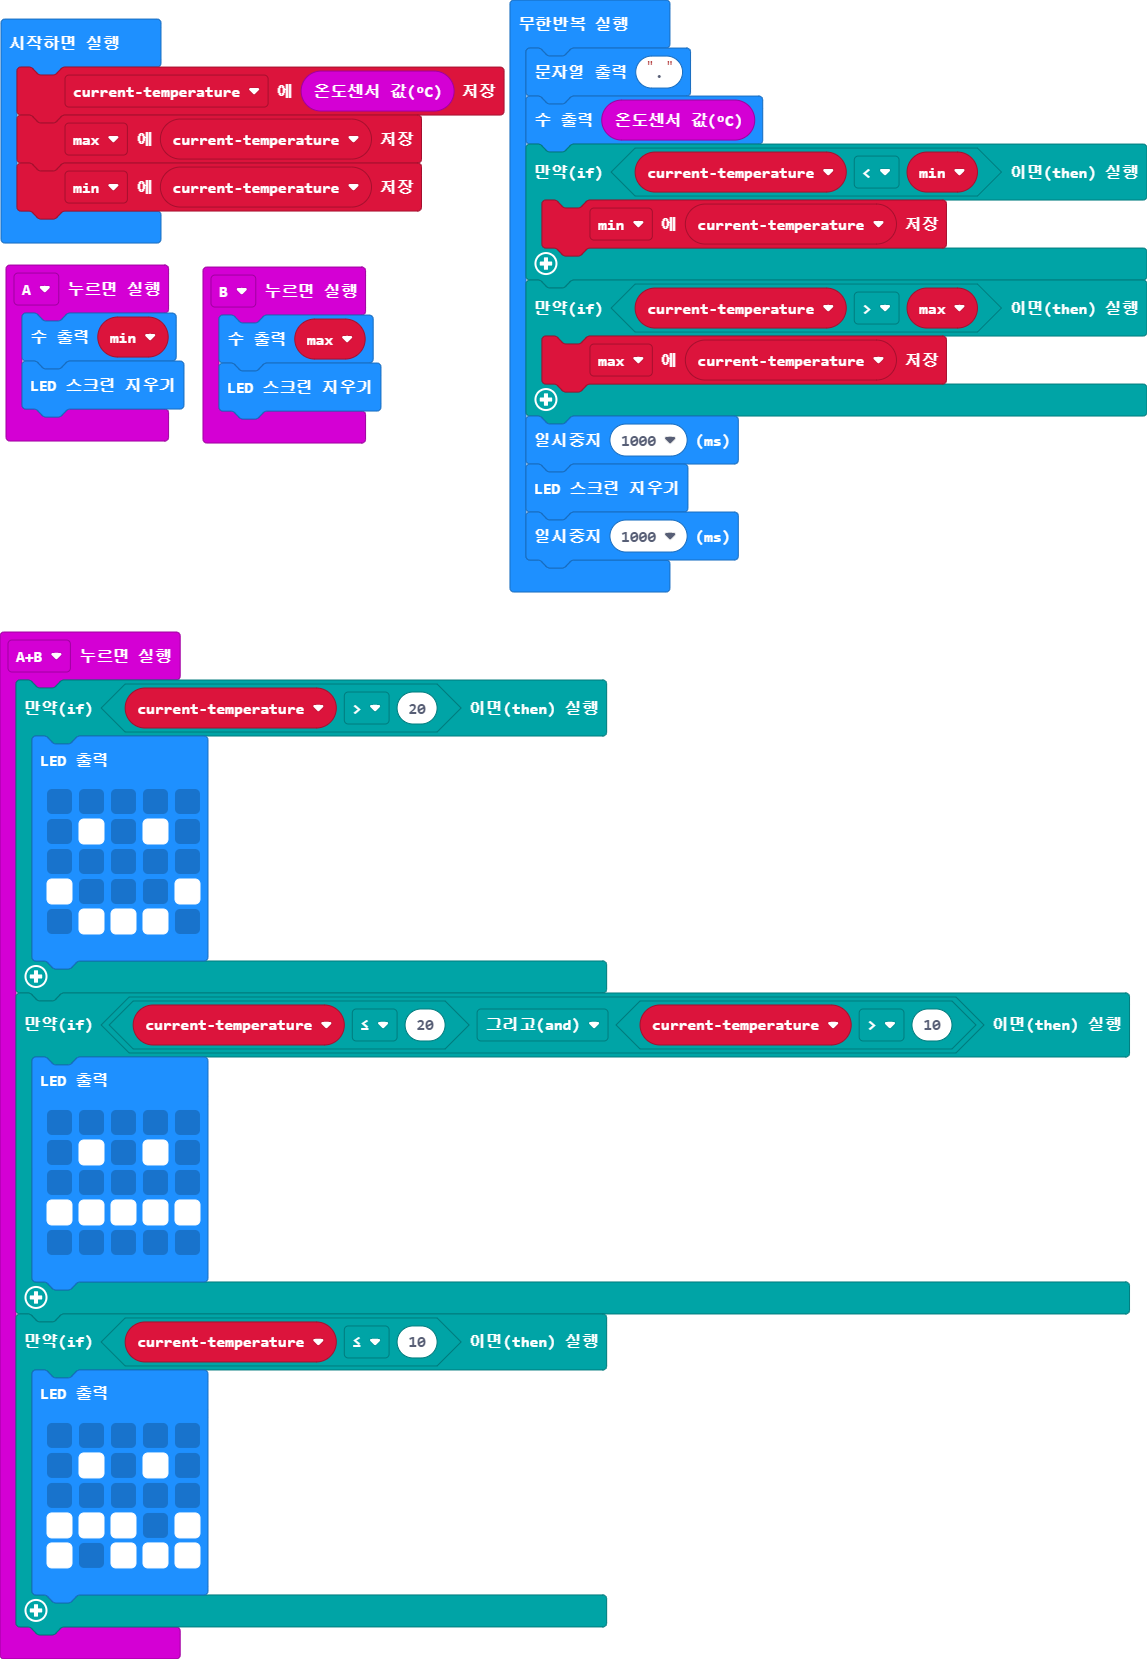 시작하면 실행
current-temperature 에 온도센서 값(ºC) 저장
max 에 current-temperature 저장
min 에 current-temperature 저장
A 누르면 실행
수 출력 min
LED 스크린 지우기
B 누르면 실행
수 출력 max
LED 스크린 지우기
무한반복 실행
문자열 출력 "."
수 출력 온도센서 값(ºC)
만약(if) current-temperature < min 이면(then) 실행
min 에 current-temperature 저장
만약(if) current-temperature > max 이면(then) 실행
max 에 current-temperature 저장
일시중지 1000 (ms)
LED 스크린 지우기
일시중지 1000 (ms)
A+B 누르면 실행
만약(if) current-temperature > 20 이면(then) 실행
LED 출력
만약(if) current-temperature ≤ 20 그리고(and) current-temperature > 10 이면(then) 실행
LED 출력
만약(if) current-temperature ≤ 10 이면(then) 실행
LED 출력